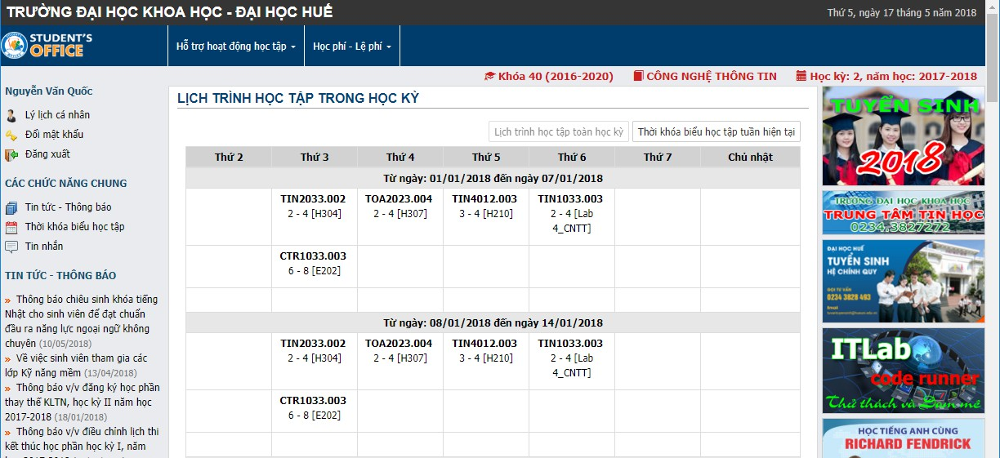 TRƯỜNG ĐẠI HỌC KHOA HỌC - ĐẠI HỌC HUẾ
Thứ 5, ngày 17 tháng 5 năm 2018
STUDENT'S
OFFICE
Hỗ trợ hoạt động học tập
Học phí - Lệ phí
Khóa 40 (2016-2020)
CÔNG NGHỆ THÔNG TIN
Học kỳ: 2, năm học: 2017-2018
Nguyễn Văn Quốc
Lý lịch cá nhân
Đổi mật khẩu
Đăng xuất
CÁC CHỨC NĂNG CHUNG
Tin tức - Thông báo
Thời khóa biểu học tập
Tin nhắn
TIN TỨC - THÔNG BÁO
» Thông báo chiêu sinh khóa tiếng
Nhật cho sinh viên để đạt chuẩn
đầu ra năng lực ngoại ngữ không
chuyên (10/05/2018)
» Về việc sinh viên tham gia các
lớp Kỹ năng mềm (13/04/2018)
» Thông báo v/v đăng ký học phần
thay thế KLTN, học kỳ II năm học
2017-2018 (18/01/2018)
» Thông báo v/v điều chỉnh lịch thi
kết thúc học phần học kỳ I, năm
LỊCH TRÌNH HỌC TẬP TRONG HỌC KỲ
Lịch trình học tập toàn học kỳ
Thời khóa biểu học tập tuần hiện tại
Thứ 2 Thứ 3 Thứ 4 Thứ 5 Thứ 6 Thứ 7 Chủ nhật
Từ ngày: 01/01/2018 đến ngày 07/01/2018
TIN2033.002 TOA2023.004 TIN4012.003 TIN1033.003
2 - 4 [H304] 2 - 4 [H307] 3 - 4 [H210] 2 - 4 [Lab
4_CNTT]
CTR1033.003
6 - 8 [E202]
Từ ngày: 08/01/2018 đến ngày 14/01/2018
TIN2033.002 TOA2023.004 TIN4012.003 TIN1033.003
2 - 4 [H304] 2 - 4 [H307] 3 - 4 [H210] 2 - 4 [Lab
4_CNTT]
CTR1033.003
6 - 8 [E202]
TUYỂN SINH
2018
TRƯỜNG ĐẠI HỌC KHOA HỌC
TRUNG TÂM TIN HỌC
0234.3827272
ĐẠI HỌC HUẾ
TUYỂN SINH
HỆ CHÍNH QUY
GỌI TƯ VẤN
0234 3828 493
Email
ITLab
code runner
Thử thách và Đam mê
HỌC TIẾNG ANH CÙNG
RICHARD FENDRICK